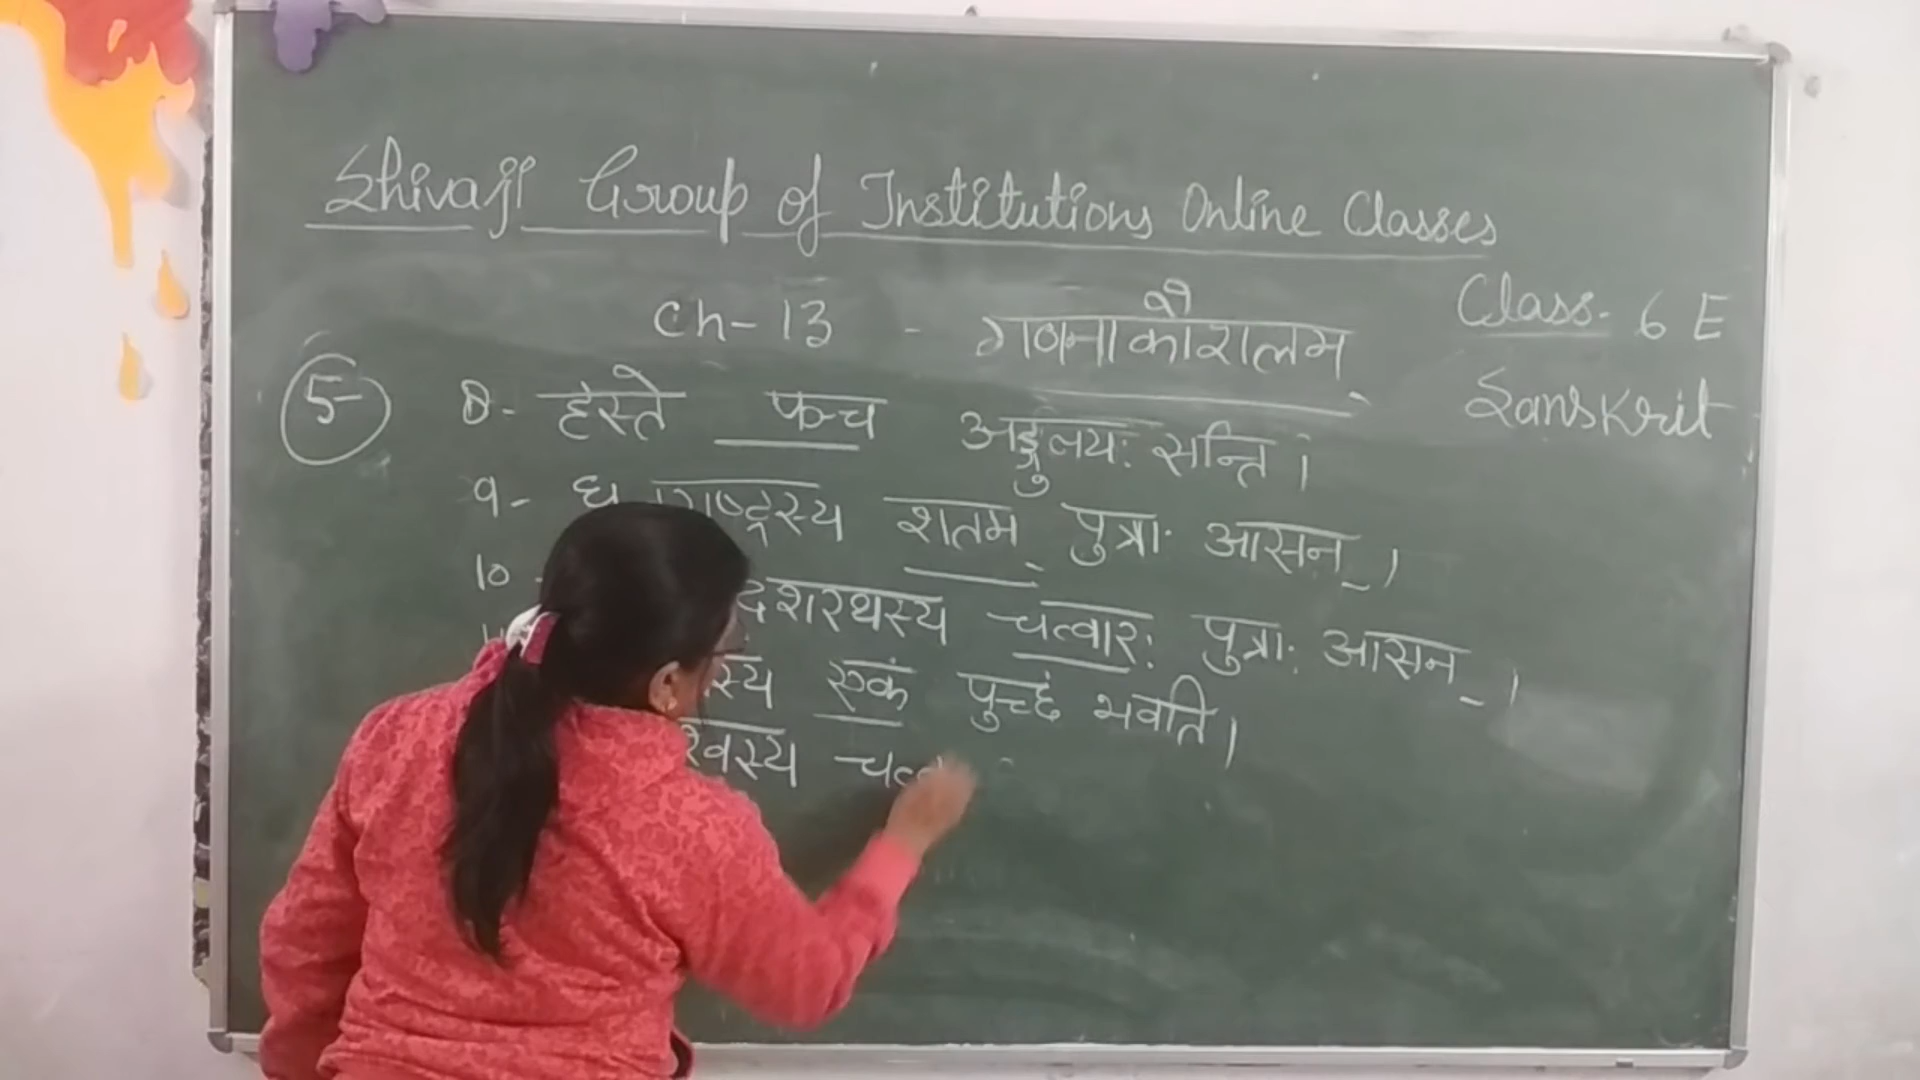 Shivaji Group of Institutions Online Classes
Ch-13 - गणनाकौशलम्
Class- 6 E
Sanskrit
5
8- हस्ते पञ्च अङ्गुलयः सन्ति।
9- शतम् पुत्राः आसन्।
10 - दशरथस्य चत्वारः पुत्राः आसन्।
एकं पुच्छं भवति।